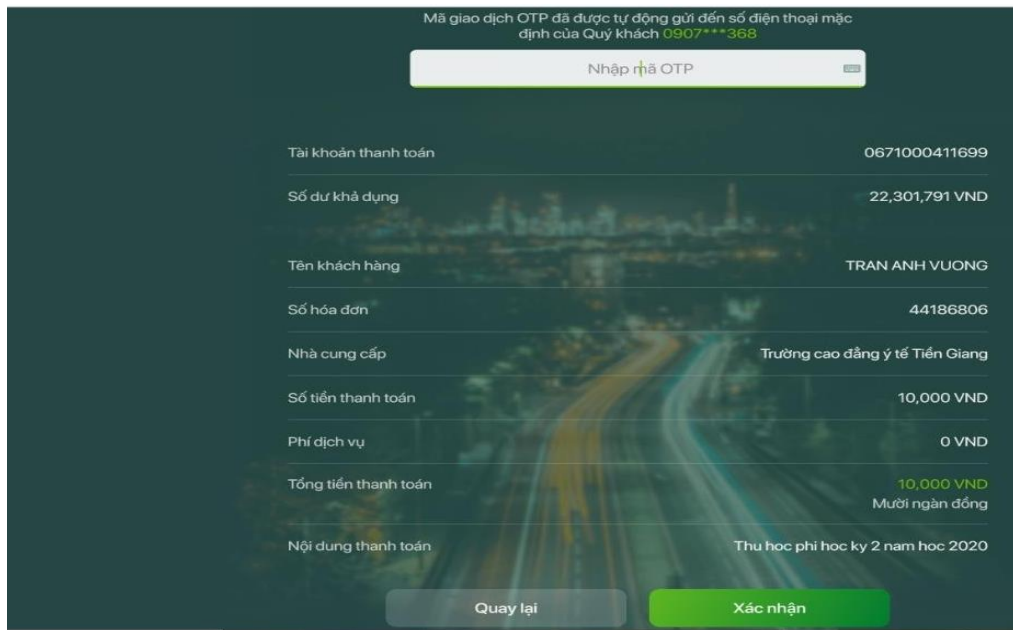 Mã giao dịch OTP đã được tự động gửi đến số điện thoại mặc
định của Quý khách 0907***368
Nhập mã OTP
Tài khoản thanh toán 0671000411699
Số dư khả dụng 22,301,791 VND
Tên khách hàng TRAN ANH VUONG
Số hóa đơn 44186806
Nhà cung cấp Trường cao đẳng y tế Tiền Giang
Số tiền thanh toán 10,000 VND
Phí dịch vụ 0 VND
Tổng tiền thanh toán 10,000 VND
Mười ngàn đồng
Nội dung thanh toán Thu hoc phi hoc ky 2 nam hoc 2020
Quay lại Xác nhận